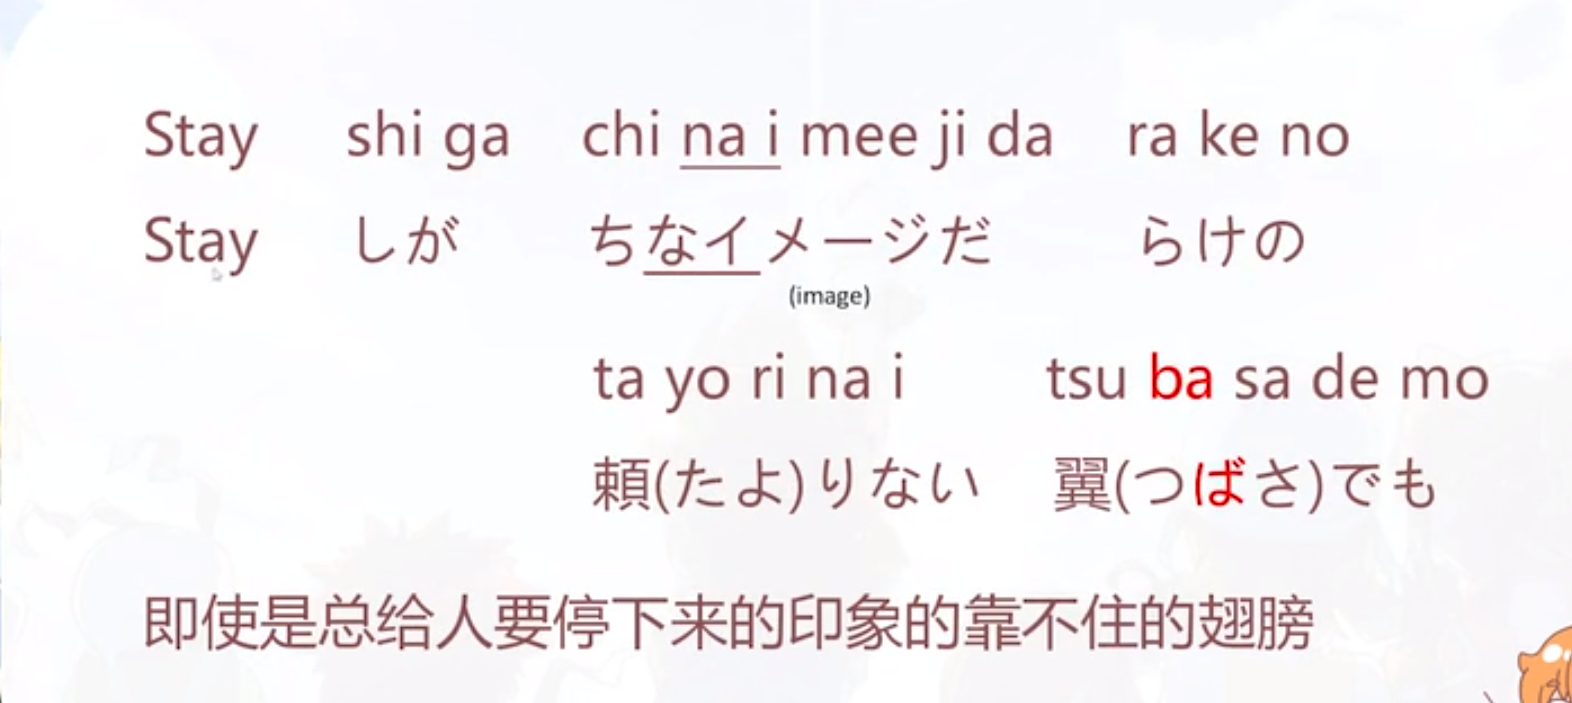 Stay shi ga chi na i mee ji da ra ke no
Stay しが ちなイメージだ らけの
(image)
ta yo ri na i tsu ba sa de mo
頼(たよ)りない 翼(つばさ)でも
即使是总给人要停下来的印象的靠不住的翅膀